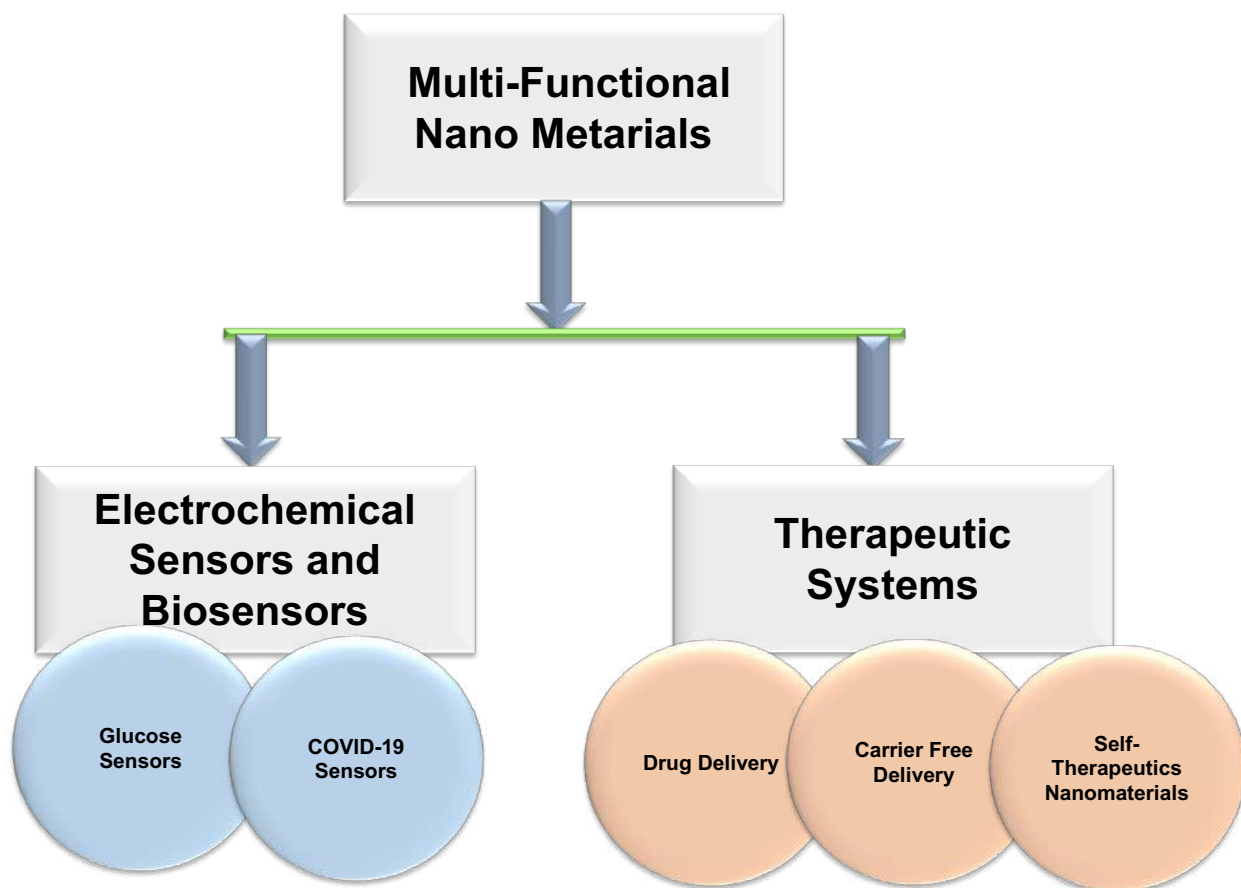 Multi-Functional
Nano Metarials
Electrochemical
Sensors and
Biosensors
Therapeutic
Systems
Glucose
Sensors
COVID-19
Sensors
Drug Delivery
Carrier Free
Delivery
Self-
Therapeutics
Nanomaterials